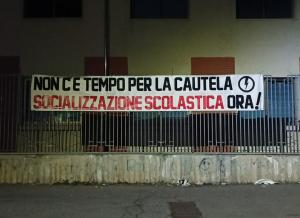 NON C'E TEMPO PER LA CAUTELA
SOCIALIZZAZIONE SCOLASTICA ORA!